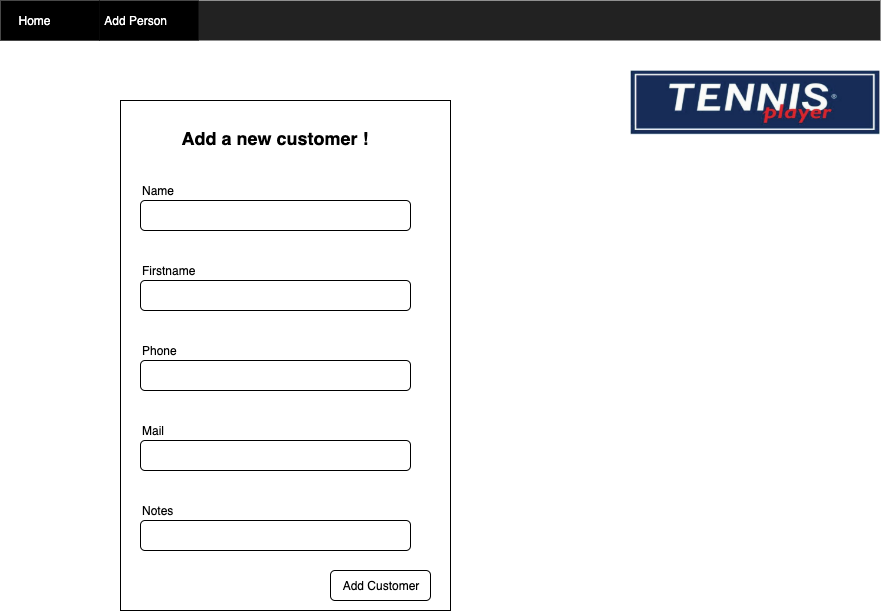 Home Add Person
TENNIS®
player
Add a new customer !
Name
Firstname
Phone
Mail
Notes
Add Customer